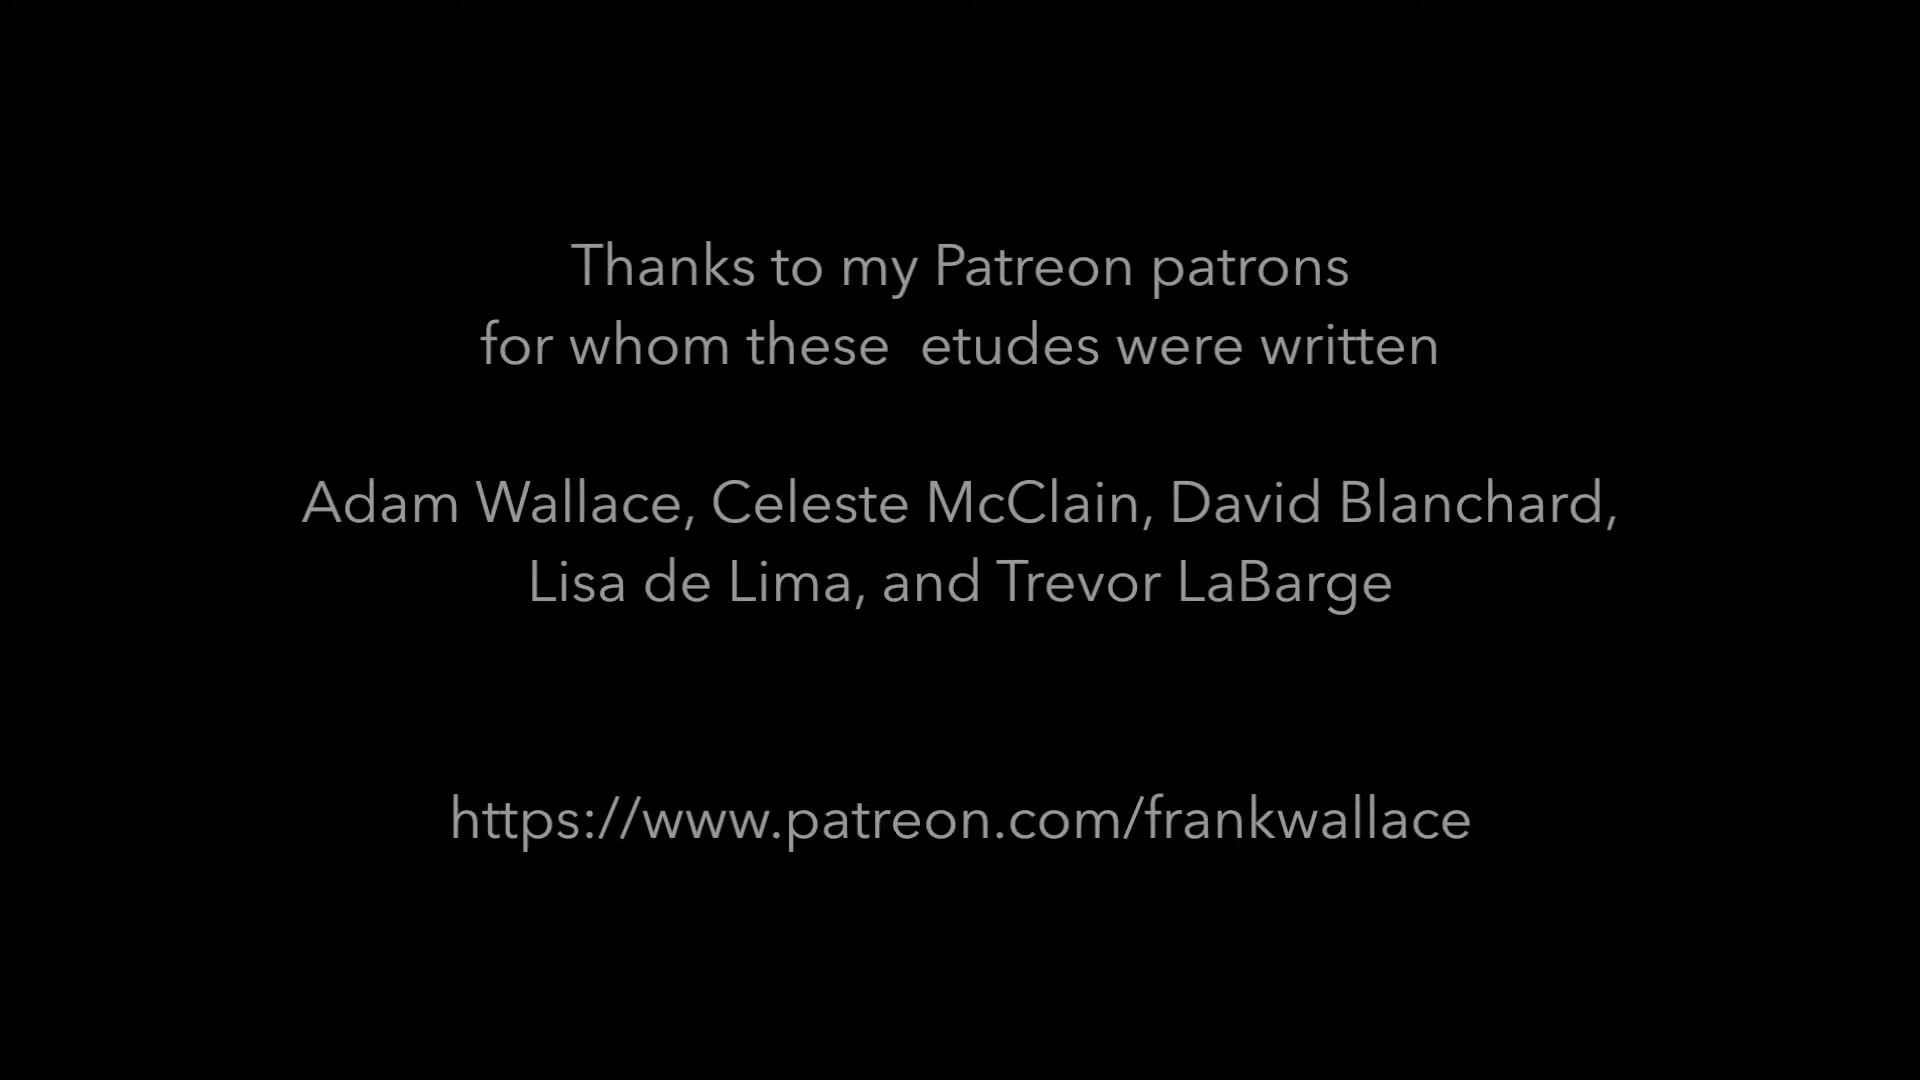 Thanks to my Patreon patrons
for whom these  etudes were written
Adam Wallace, Celeste McClain, David Blanchard,
Lisa de Lima, and Trevor LaBarge
https://www.patreon.com/frankwallace